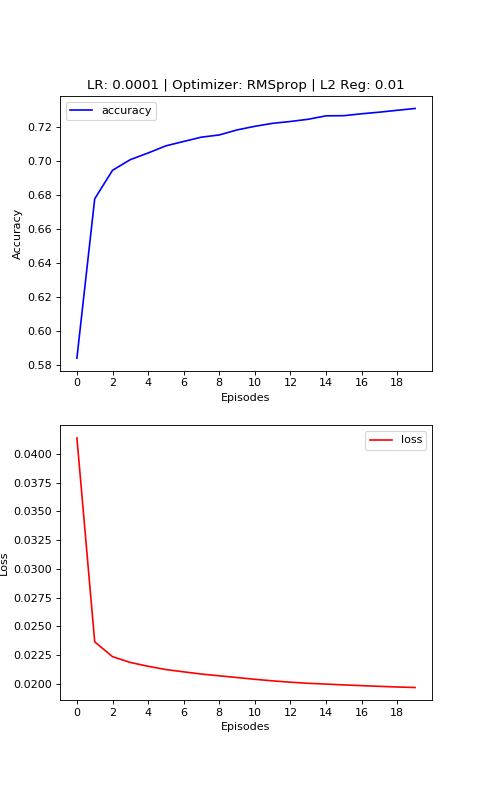 LR: 0.0001 | Optimizer: RMSprop | L2 Reg: 0.01
accuracy
0.72
0.70
0.68
0.66
0.64
0.62
0.60
0.58
Accuracy
0 2 4 6 8 10 12 14 16 18
Episodes
loss
0.0400
0.0375
0.0350
0.0325
0.0300
0.0275
0.0250
0.0225
0.0200
Loss
0 2 4 6 8 10 12 14 16 18
Episodes